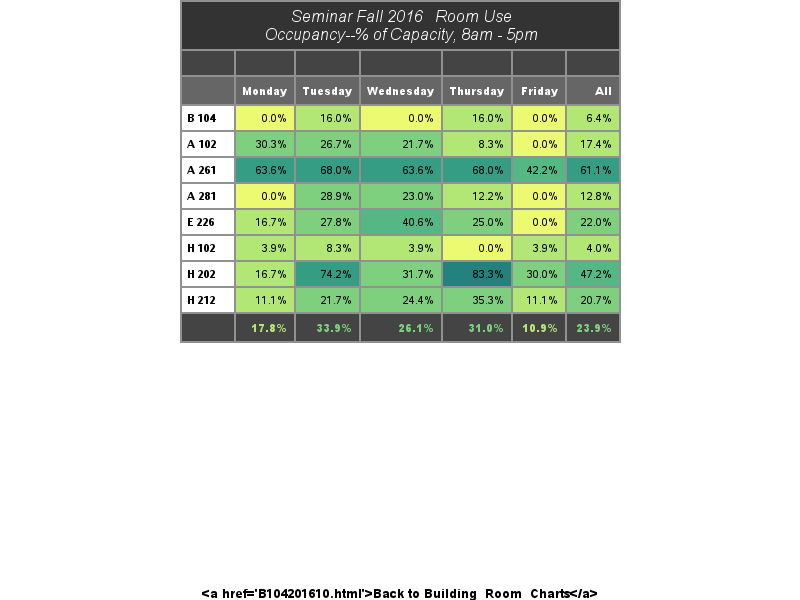 Seminar Fall 2016 Room Use
Occupancy--% of Capacity, 8am - 5pm
Monday Tuesday Wednesday Thursday Friday All
B 104 0.0% 16.0% 0.0% 16.0% 0.0% 6.4%
A 102 30.3% 26.7% 21.7% 8.3% 0.0% 17.4%
A 261 63.6% 68.0% 63.6% 68.0% 42.2% 61.1%
A 281 0.0% 28.9% 23.0% 12.2% 0.0% 12.8%
E 226 16.7% 27.8% 40.6% 25.0% 0.0% 22.0%
H 102 3.9% 8.3% 3.9% 0.0% 3.9% 4.0%
H 202 16.7% 74.2% 31.7% 83.3% 30.0% 47.2%
H 212 11.1% 21.7% 24.4% 35.3% 11.1% 20.7%
17.8% 33.9% 26.1% 31.0% 10.9% 23.9%
<a href='B104201610.html'>Back to Building_Room_Charts</a>